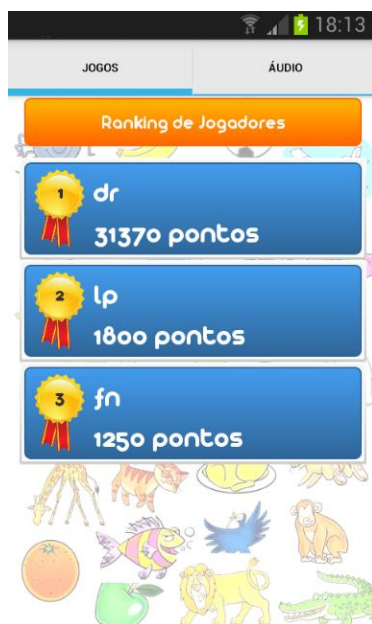 18:13
JOGOS
ÁUDIO
Ranking de Jogadores
1
dr
31370 pontos
2
lp
1800 pontos
3
fn
1250 pontos